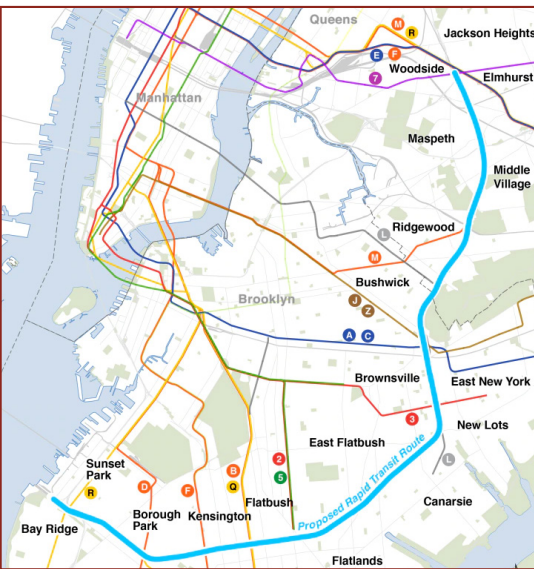 Queens
M
R
Jackson Heights
E
F
Woodside
7
Elmhurst
Manhattan
Maspeth
Middle
Village
Ridgewood
L
M
Bushwick
Brooklyn
J
Z
A
C
Brownsville
East New York
3
New Lots
East Flatbush
2
5
Proposed Rapid Transit Route
L
Sunset
Park
R
D
F
B
Q
Flatbush
Canarsie
Borough
Park
Kensington
Bay Ridge
Flatlands